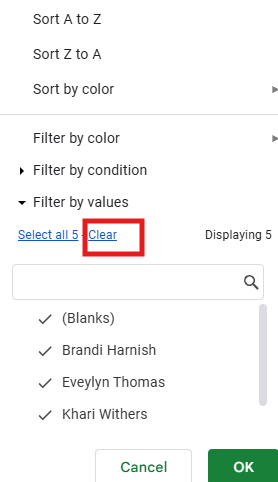 Sort A to Z
Sort Z to A
Sort by color
Filter by color
Filter by condition
Filter by values
Select all 5 - Clear Displaying 5
(Blanks)
Brandi Harnish
Eveylyn Thomas
Khari Withers
Cancel OK